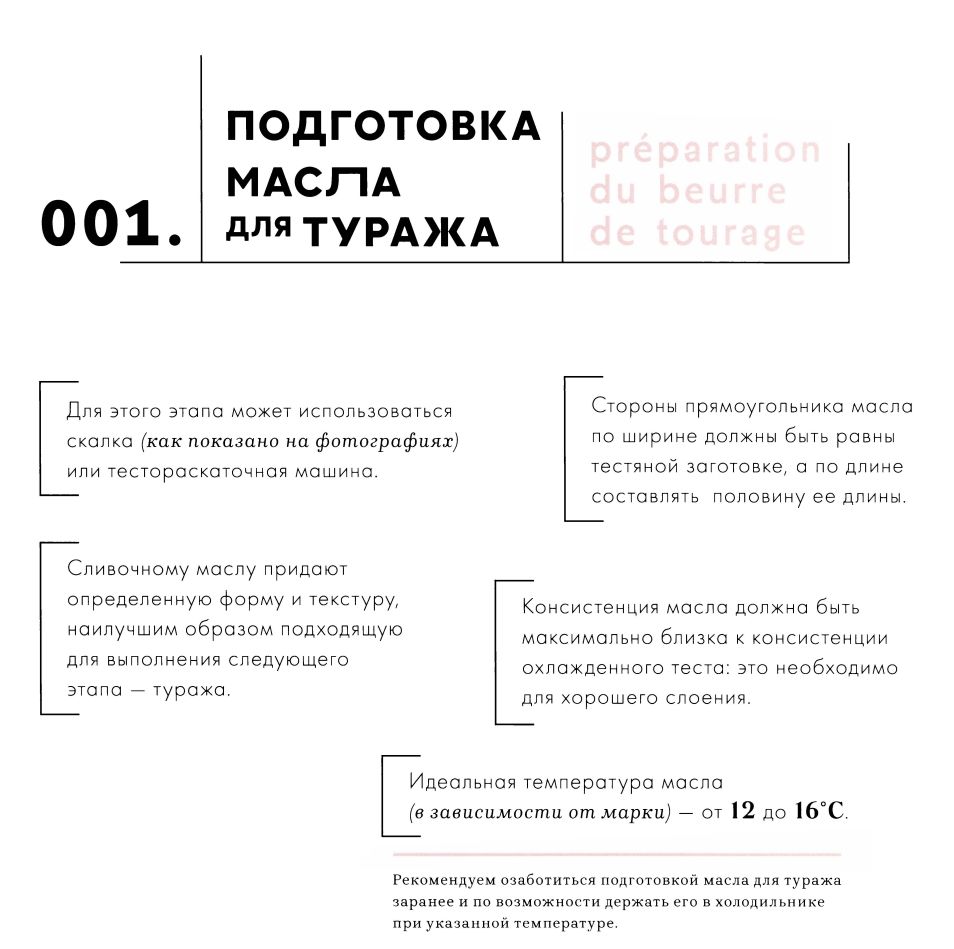 001.
ПОДГОТОВКА
МАСЛА
для ТУРАЖА
préparation
du beurre
de tourage
Для этого этапа может использоваться
скалка (как показано на фотографиях)
или тестораскаточная машина.
Стороны прямоугольника масла
по ширине должны быть равны
тестяной заготовке, а по длине
составлять половину ее длины.
Сливочному маслу придают
определенную форму и текстуру,
наилучшим образом подходящую
для выполнения следующего
этапа — туража.
Консистенция масла должна быть
максимально близка к консистенции
охлажденного теста: это необходимо
для хорошего слоения.
Идеальная температура масла
(в зависимости от марки) — от 12 до 16°C.
Рекомендуем озаботиться подготовкой масла для туража
заранее и по возможности держать его в холодильнике
при указанной температуре.